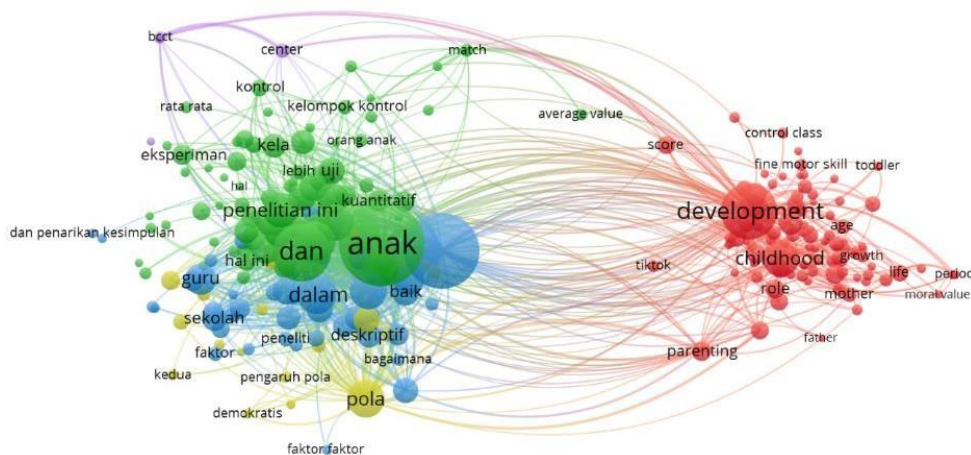 bcct
center
match
kontrol
rata rata
kelompok kontrol
average value
orang anak
control class
kela
score
eksperiman
fine motor skill
toddler
lebih uji
hal
kuantitatif
penelitian ini
development
age
dan penarikan kesimpulan
dan
anak
hal ini
childhood
growth
tiktok
guru
life
period
dalam
baik
role
mother
moral value
sekolah
peneliti
deskriptif
father
faktor
bagaimana
parenting
kedua
pengaruh pola
pola
demokratis
faktor faktor